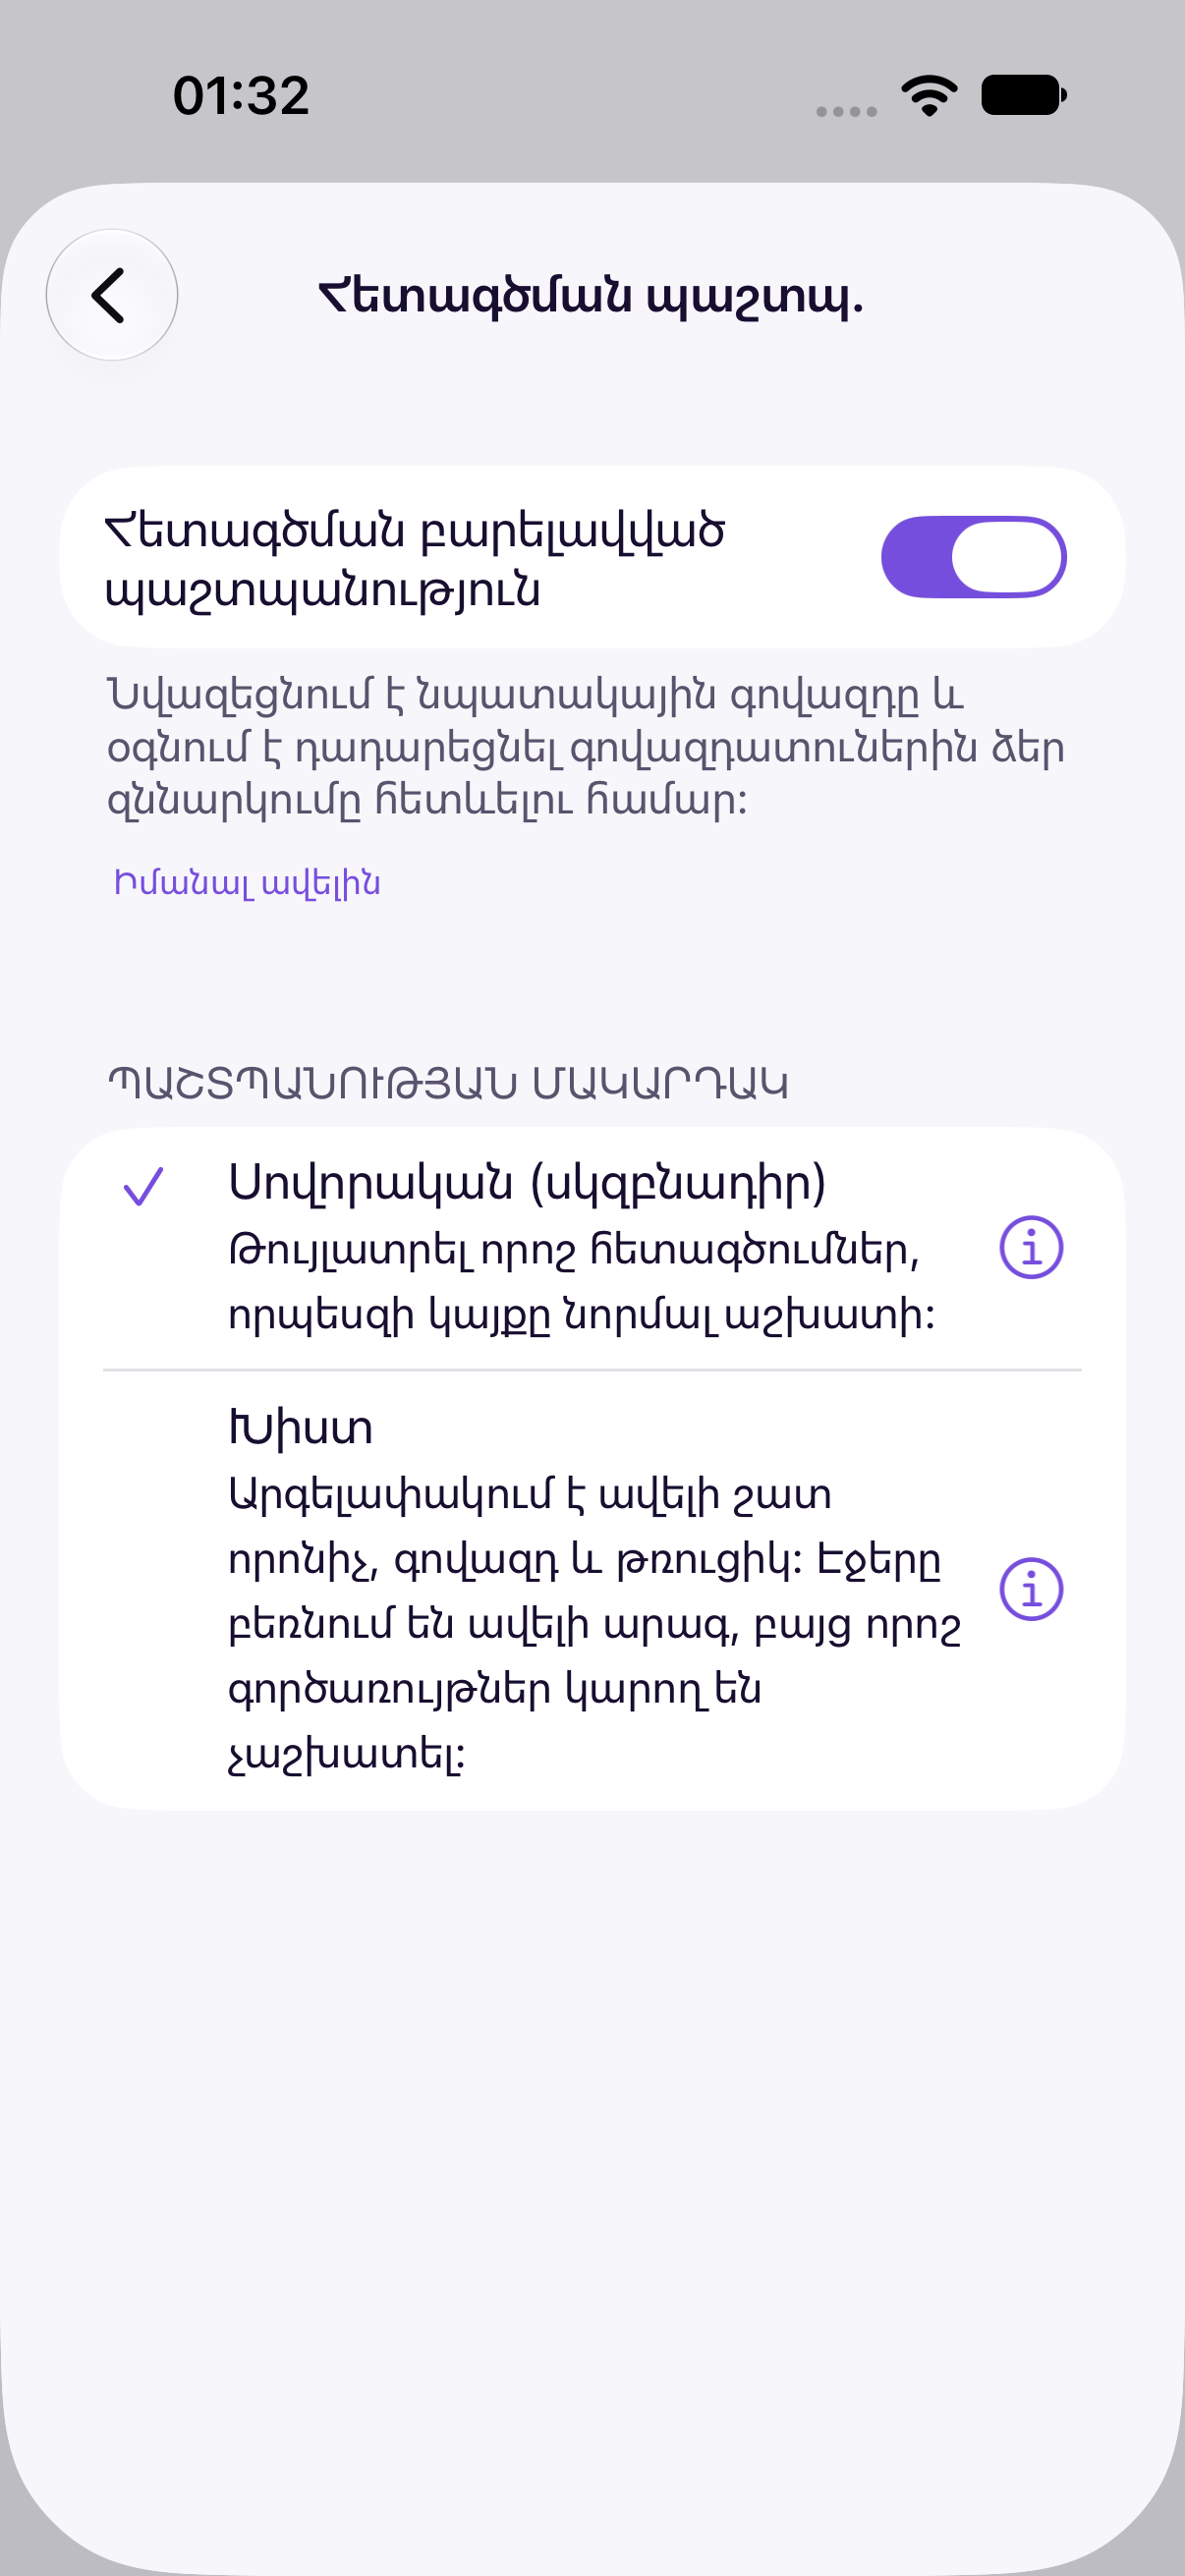 01:32
Հետագծման պաշտպ.
Հետագծման բարելավված
պաշտպանություն
Նվազեցնում է նպատակային գովազդը և
օգնում է դադարեցնել գովազդատուներին ձեր
զննարկումը հետևելու համար:
Իմանալ ավելին
ՊԱՇՏՊԱՆՈՒԹՅԱՆ ՄԱԿԱՐԴԱԿ
Սովորական (սկզբնադիր)
Թույլատրել որոշ հետագծումներ,
որպեսզի կայքը նորմալ աշխատի:
Խիստ
Արգելափակում է ավելի շատ
որոնիչ, գովազդ և թռուցիկ: Էջերը
բեռնում են ավելի արագ, բայց որոշ
գործառույթներ կարող են
չաշխատել: